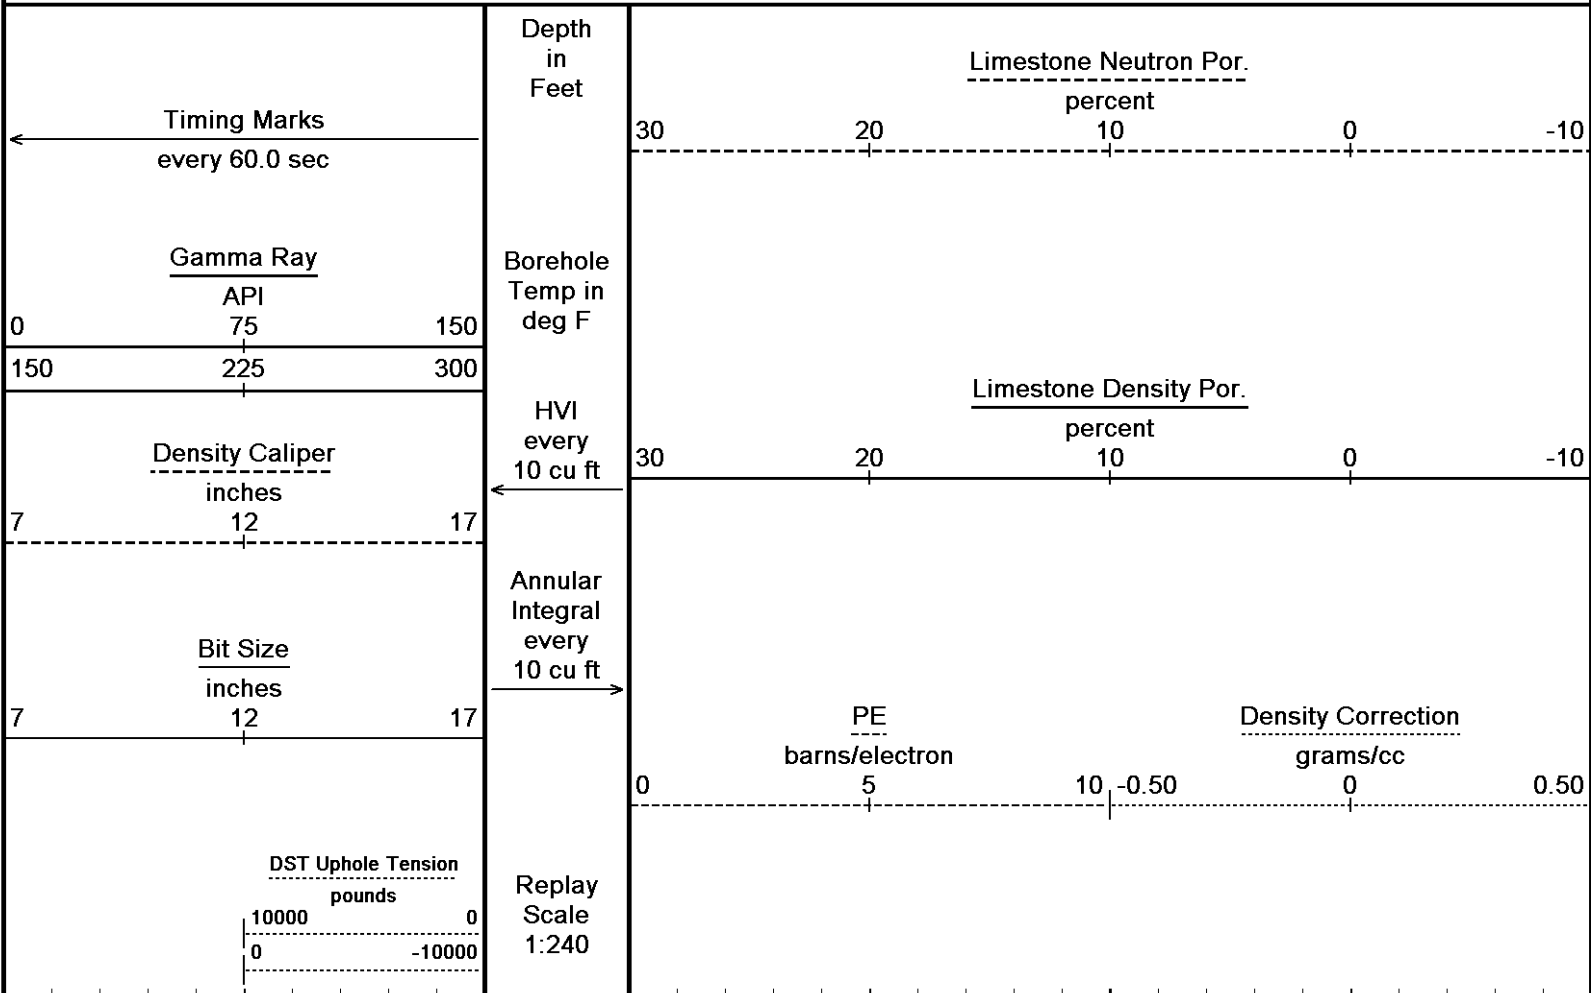 Timing Marks
every 60.0 sec
Gamma Ray
API
0 75 150
150 225 300
Density Caliper
inches
7 12 17
Bit Size
inches
7 12 17
DST Uphole Tension
pounds
10000 0
0 -10000
Depth
in
Feet
Borehole
Temp in
deg F
HVI
every
10 cu ft
Annular
Integral
every
10 cu ft
Replay
Scale
1:240
Limestone Neutron Por.
percent
30 20 10 0 -10
Limestone Density Por.
percent
30 20 10 0 -10
PE
barns/electron
0 5 10
Density Correction
grams/cc
-0.50 0 0.50